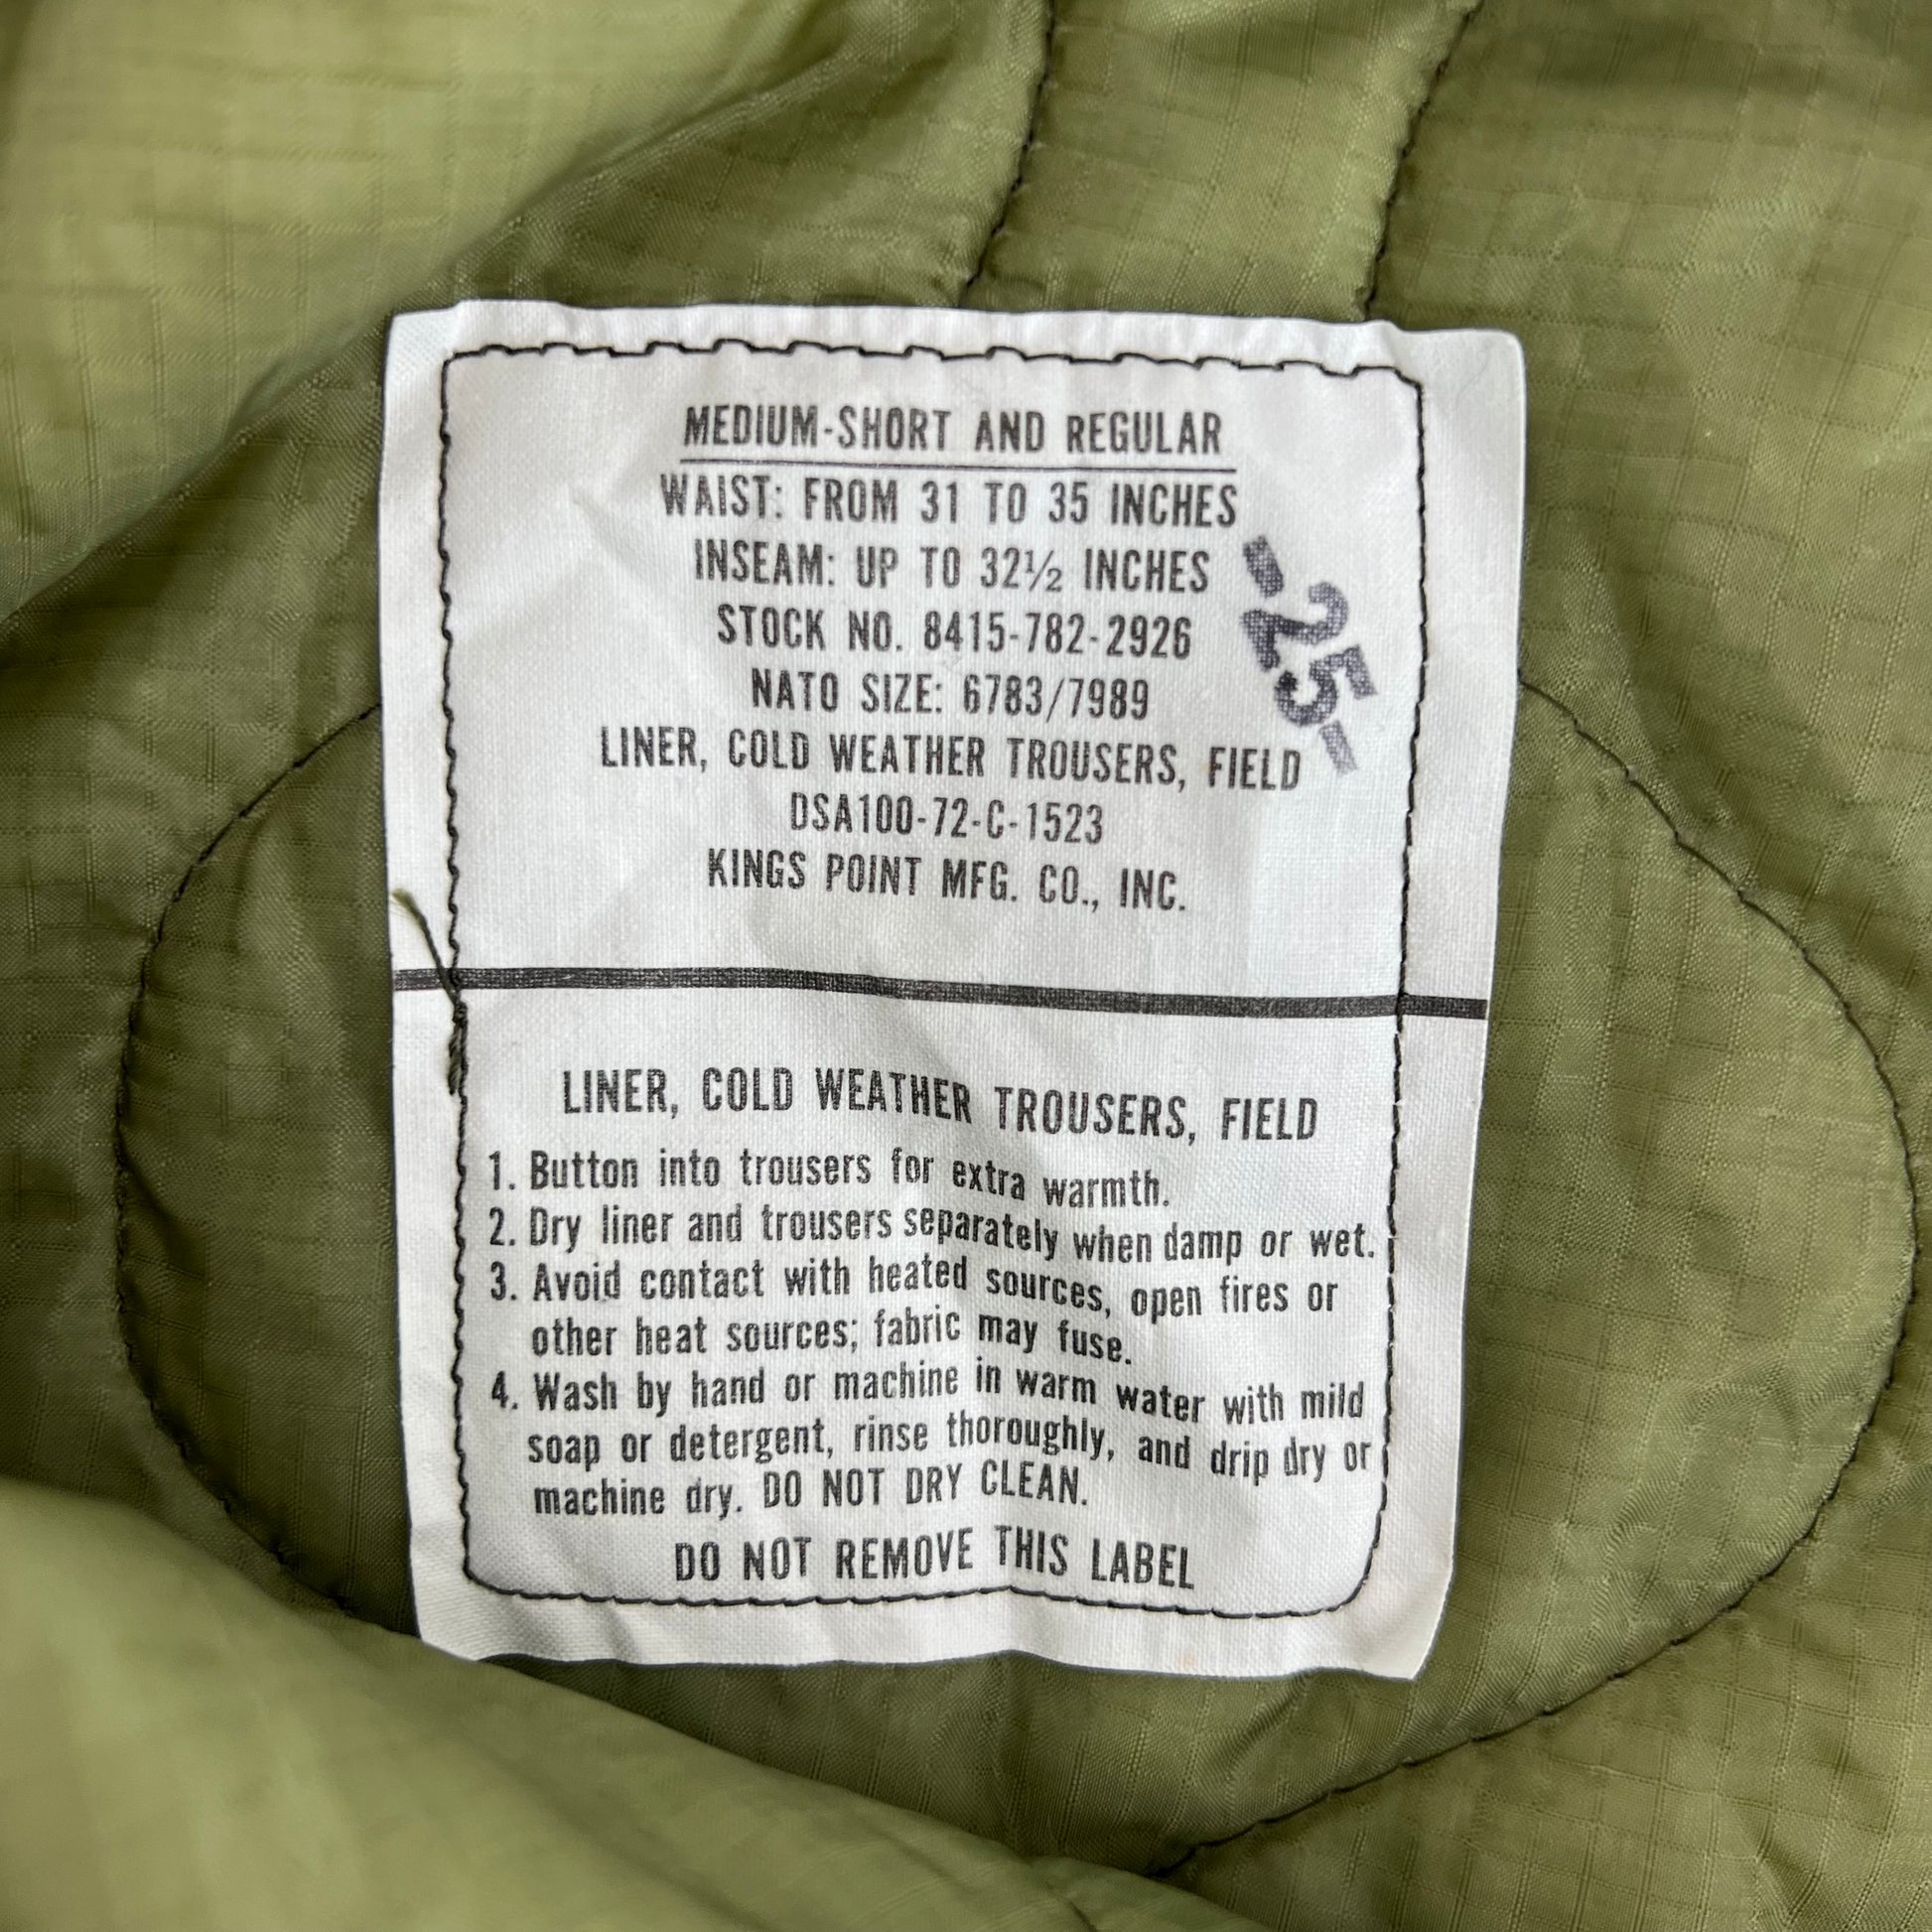 MEDIUM-SHORT AND REGULAR
WAIST: FROM 31 TO 35 INCHES
INSEAM: UP TO 32½ INCHES
STOCK NO. 8415-782-2926
NATO SIZE: 6783/7989
LINER, COLD WEATHER TROUSERS, FIELD
DSA100-72-C-1523
KINGS POINT MFG. CO., INC.
-25-
LINER, COLD WEATHER TROUSERS, FIELD
1. Button into trousers for extra warmth.
2. Dry liner and trousers separately when damp or wet.
3. Avoid contact with heated sources, open fires or
other heat sources; fabric may fuse.
4. Wash by hand or machine in warm water with mild
soap or detergent, rinse thoroughly, and drip dry or
machine dry. DO NOT DRY CLEAN.
DO NOT REMOVE THIS LABEL